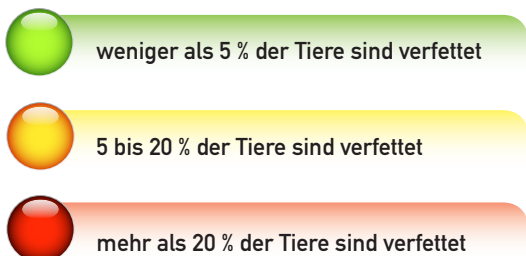 weniger als 5 % der Tiere sind verfettet
5 bis 20 % der Tiere sind verfettet
mehr als 20 % der Tiere sind verfettet